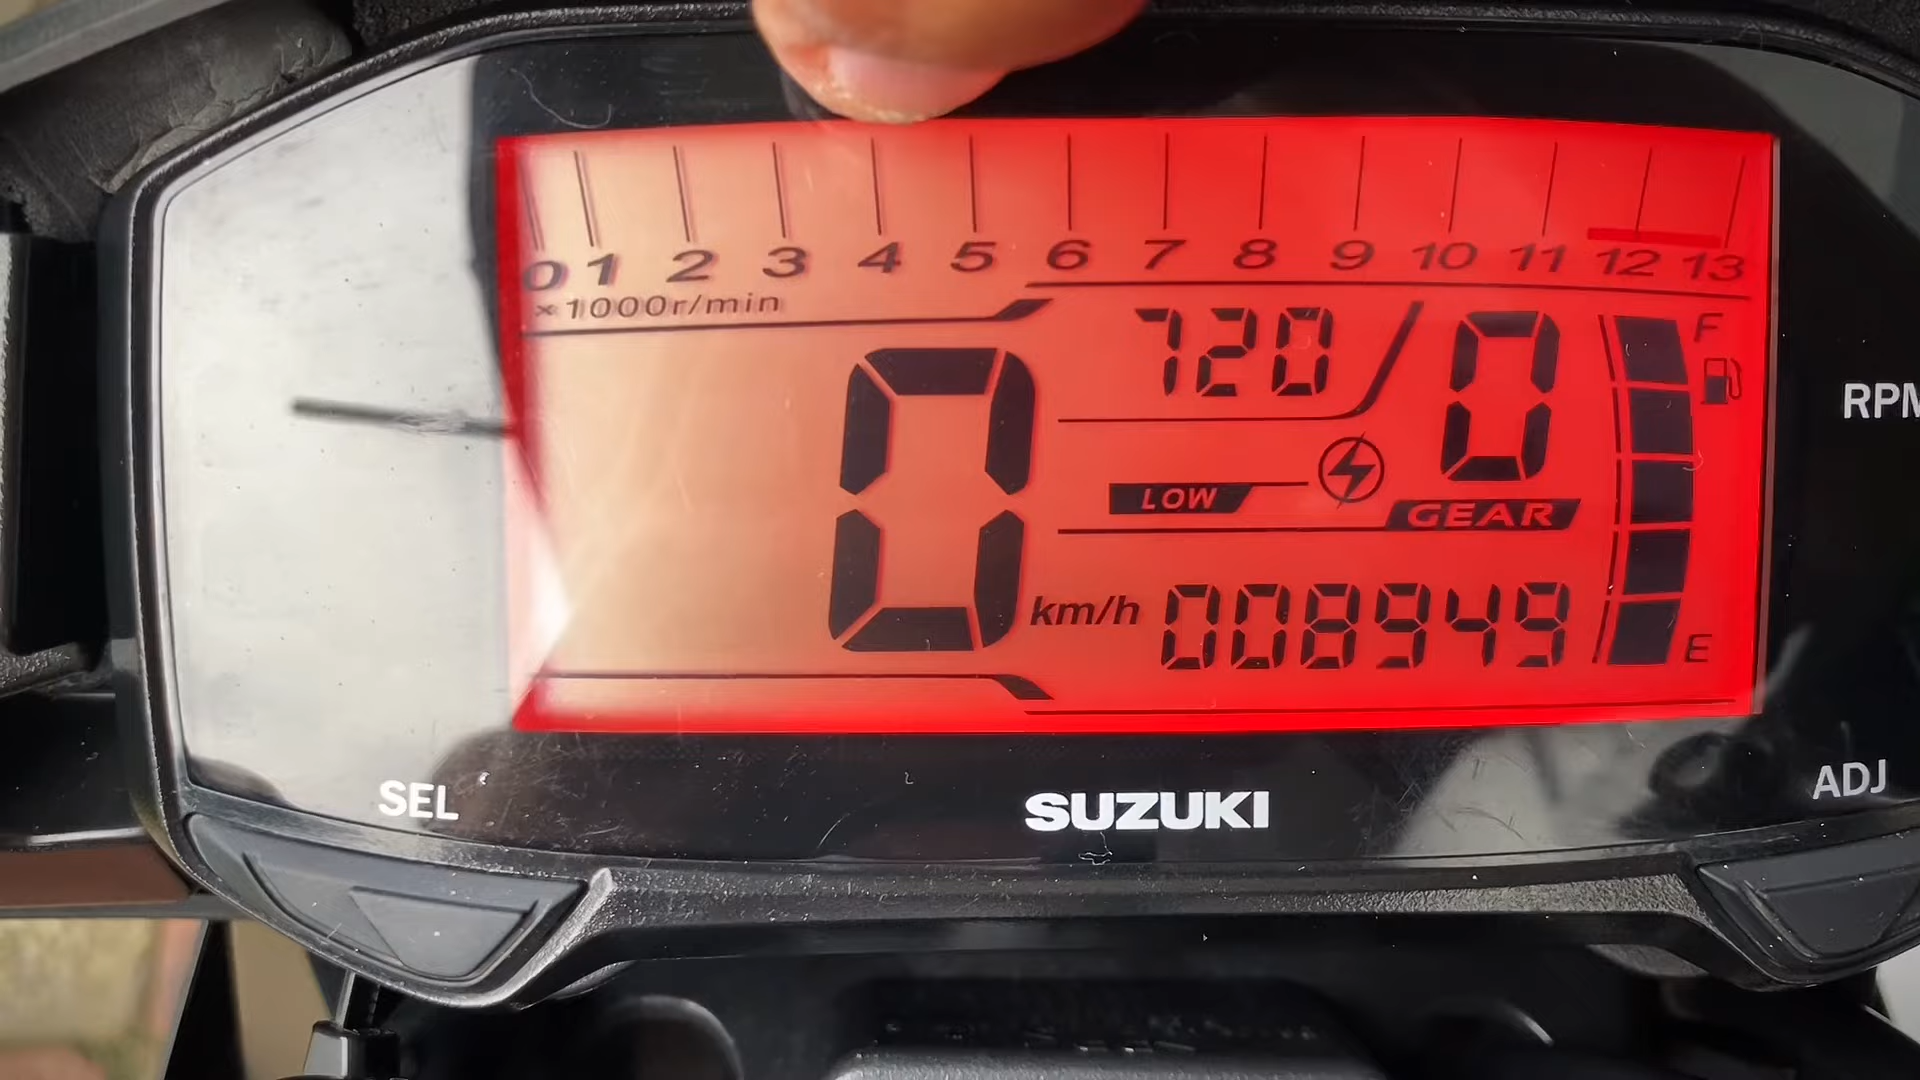 0 1 2 3 4 5 6 7 8 9 10 11 12 13
×1000r/min
720 0
F
LOW GEAR
0 km/h 008949
E
RPM
SEL SUZUKI ADJ